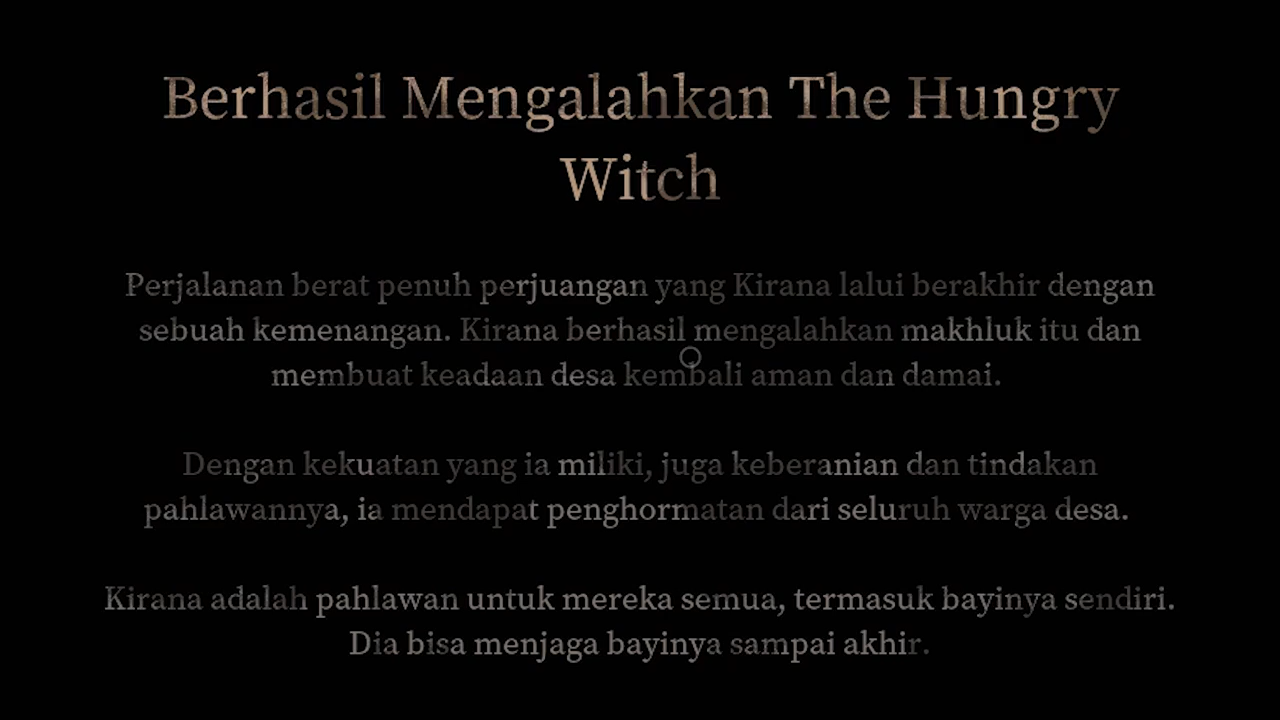 Berhasil Mengalahkan The Hungry
Witch
Perjalanan berat penuh perjuangan yang Kirana lalui berakhir dengan
sebuah kemenangan. Kirana berhasil mengalahkan makhluk itu dan
membuat keadaan desa kembali aman dan damai.
Dengan kekuatan yang ia miliki, juga keberanian dan tindakan
pahlawannya, ia mendapat penghormatan dari seluruh warga desa.
Kirana adalah pahlawan untuk mereka semua, termasuk bayinya sendiri.
Dia bisa menjaga bayinya sampai akhir.